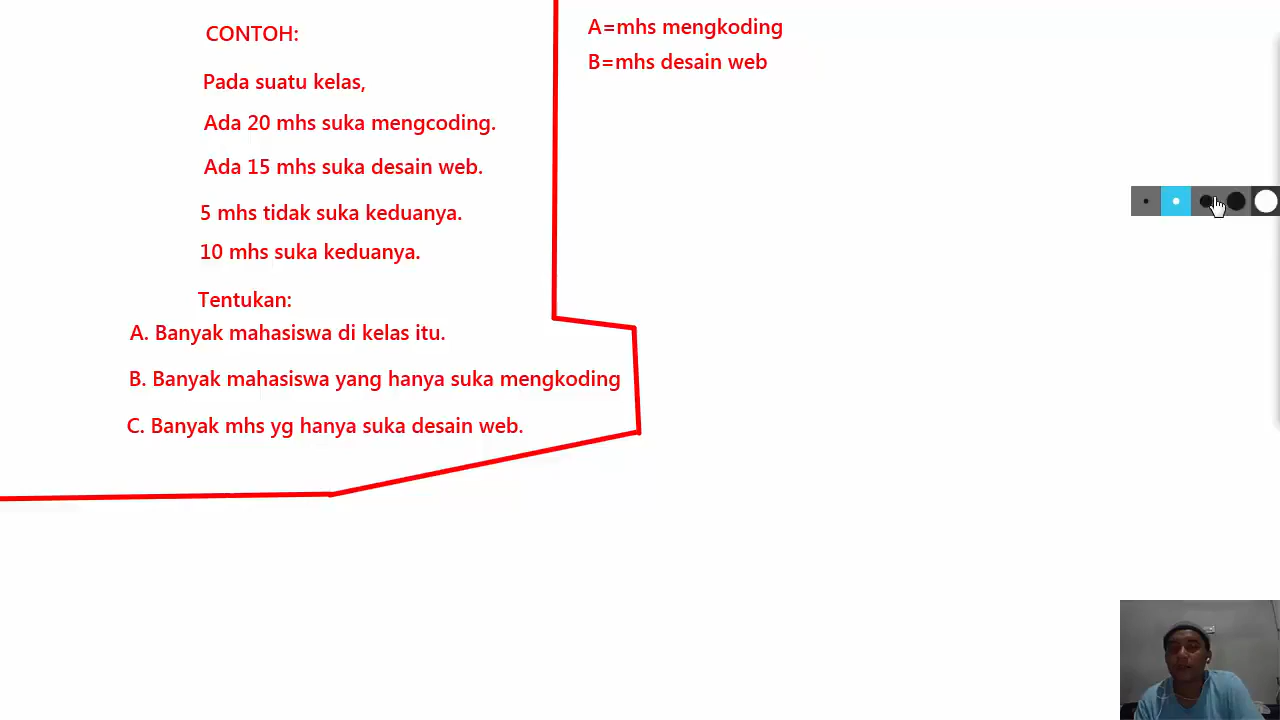 CONTOH:
Pada suatu kelas,
Ada 20 mhs suka mengcoding.
Ada 15 mhs suka desain web.
5 mhs tidak suka keduanya.
10 mhs suka keduanya.
Tentukan:
A. Banyak mahasiswa di kelas itu.
B. Banyak mahasiswa yang hanya suka mengkoding
C. Banyak mhs yg hanya suka desain web.
A=mhs mengkoding
B=mhs desain web